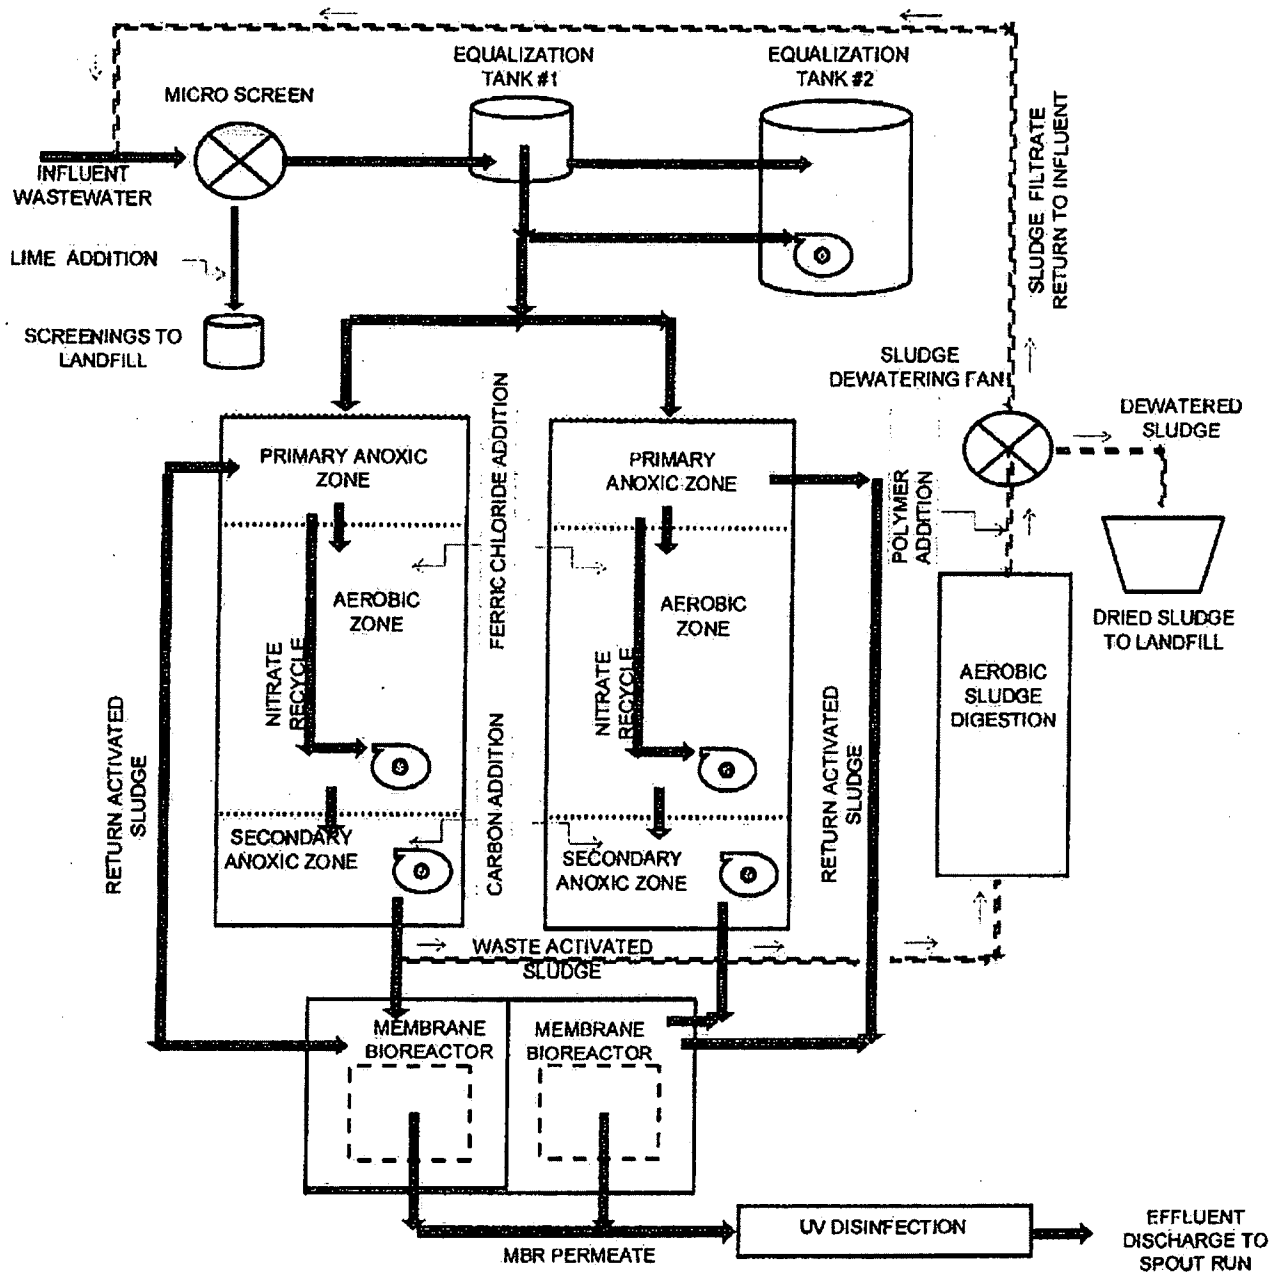 EQUALIZATION
TANK #1
EQUALIZATION
TANK #2
MICRO SCREEN
INFLUENT
WASTEWATER
LIME ADDITION
SCREENINGS TO
LANDFILL
SLUDGE FILTRATE
RETURN TO INFLUENT
SLUDGE
DEWATERING FAN
DEWATERED
SLUDGE
POLYMER
ADDITION
DRIED SLUDGE
TO LANDFILL
PRIMARY ANOXIC
ZONE
PRIMARY
ANOXIC ZONE
FERRIC CHLORIDE ADDITION
AEROBIC
ZONE
AEROBIC
ZONE
NITRATE
RECYCLE
NITRATE
RECYCLE
AEROBIC
SLUDGE
DIGESTION
RETURN ACTIVATED
SLUDGE
CARBON ADDITION
RETURN ACTIVATED
SLUDGE
SECONDARY
ANOXIC ZONE
SECONDARY
ANOXIC ZONE
WASTE ACTIVATED
SLUDGE
MEMBRANE
BIOREACTOR
MEMBRANE
BIOREACTOR
MBR PERMEATE
UV DISINFECTION
EFFLUENT
DISCHARGE TO
SPOUT RUN